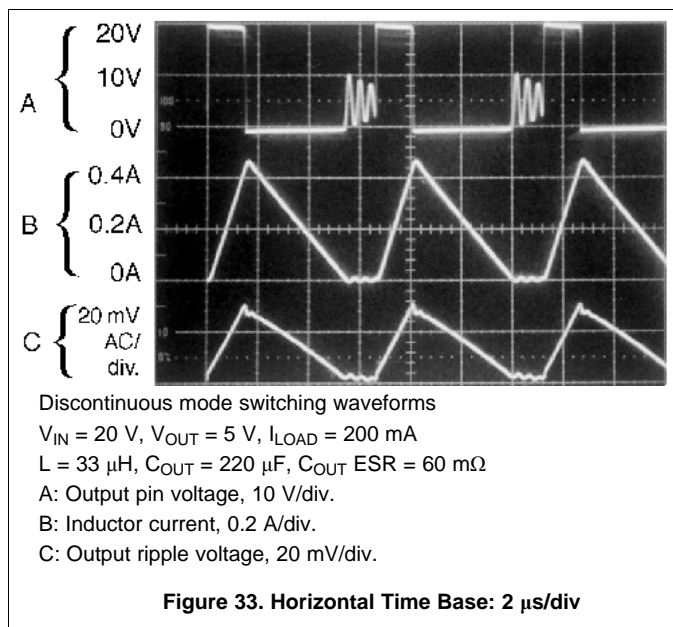 20V
10V
A
0V
0.4A
B 0.2A
0A
20 mV
C AC/
div.
Discontinuous mode switching waveforms
V_IN = 20 V, V_OUT = 5 V, I_LOAD = 200 mA
L = 33 μH, C_OUT = 220 μF, C_OUT ESR = 60 mΩ
A: Output pin voltage, 10 V/div.
B: Inductor current, 0.2 A/div.
C: Output ripple voltage, 20 mV/div.
Figure 33. Horizontal Time Base: 2 μs/div